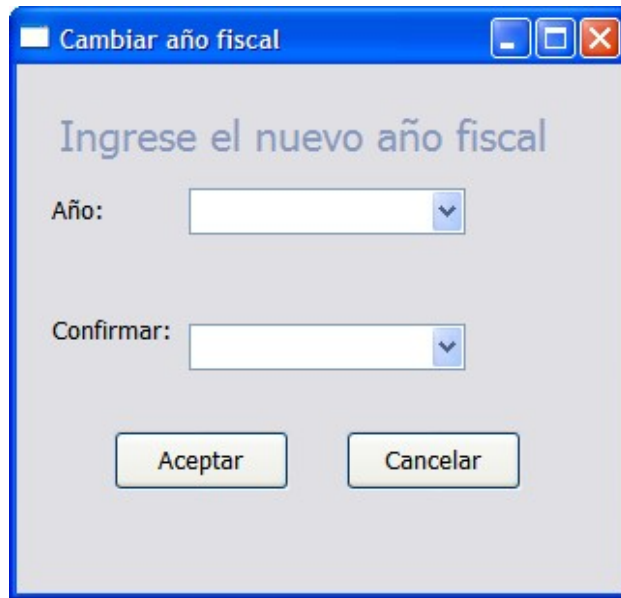 Cambiar año fiscal
Ingrese el nuevo año fiscal
Año:
Confirmar:
Aceptar Cancelar